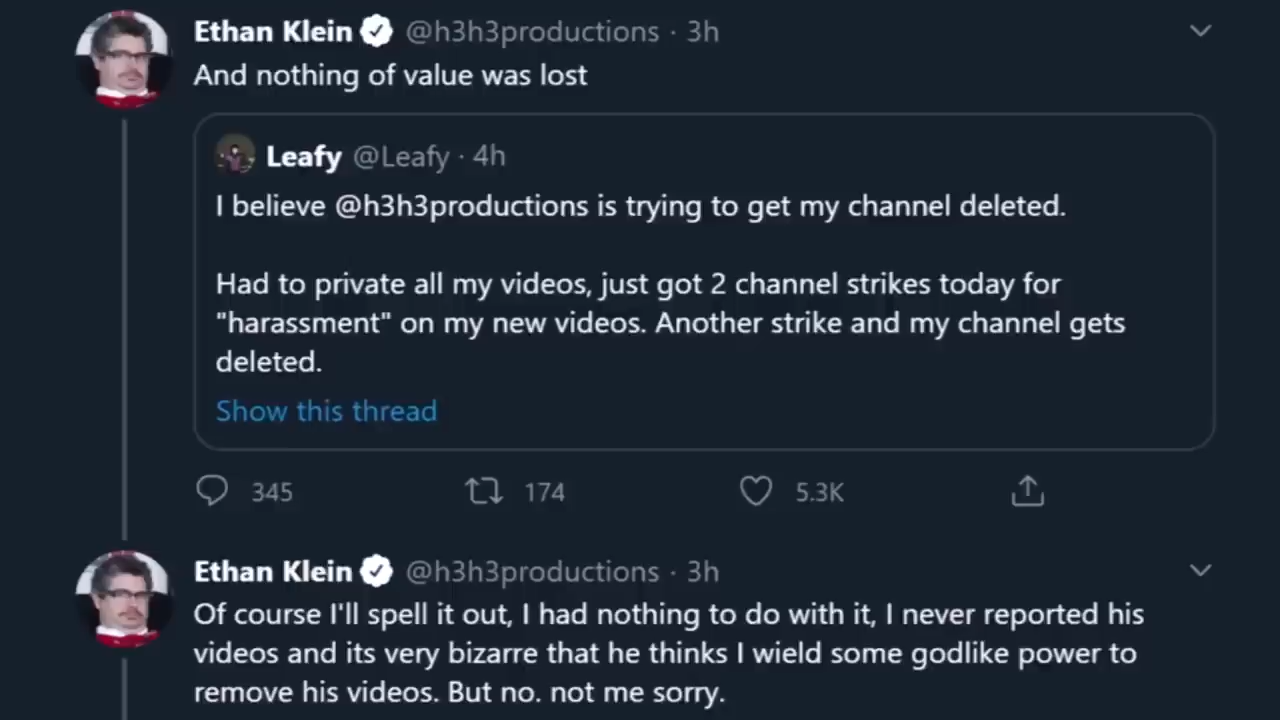 Ethan Klein @h3h3productions · 3h
And nothing of value was lost
Leafy @Leafy · 4h
I believe @h3h3productions is trying to get my channel deleted.
Had to private all my videos, just got 2 channel strikes today for
"harassment" on my new videos. Another strike and my channel gets
deleted.
Show this thread
345 174 5.3K
Ethan Klein @h3h3productions · 3h
Of course I'll spell it out, I had nothing to do with it, I never reported his
videos and its very bizarre that he thinks I wield some godlike power to
remove his videos. But no. not me sorry.